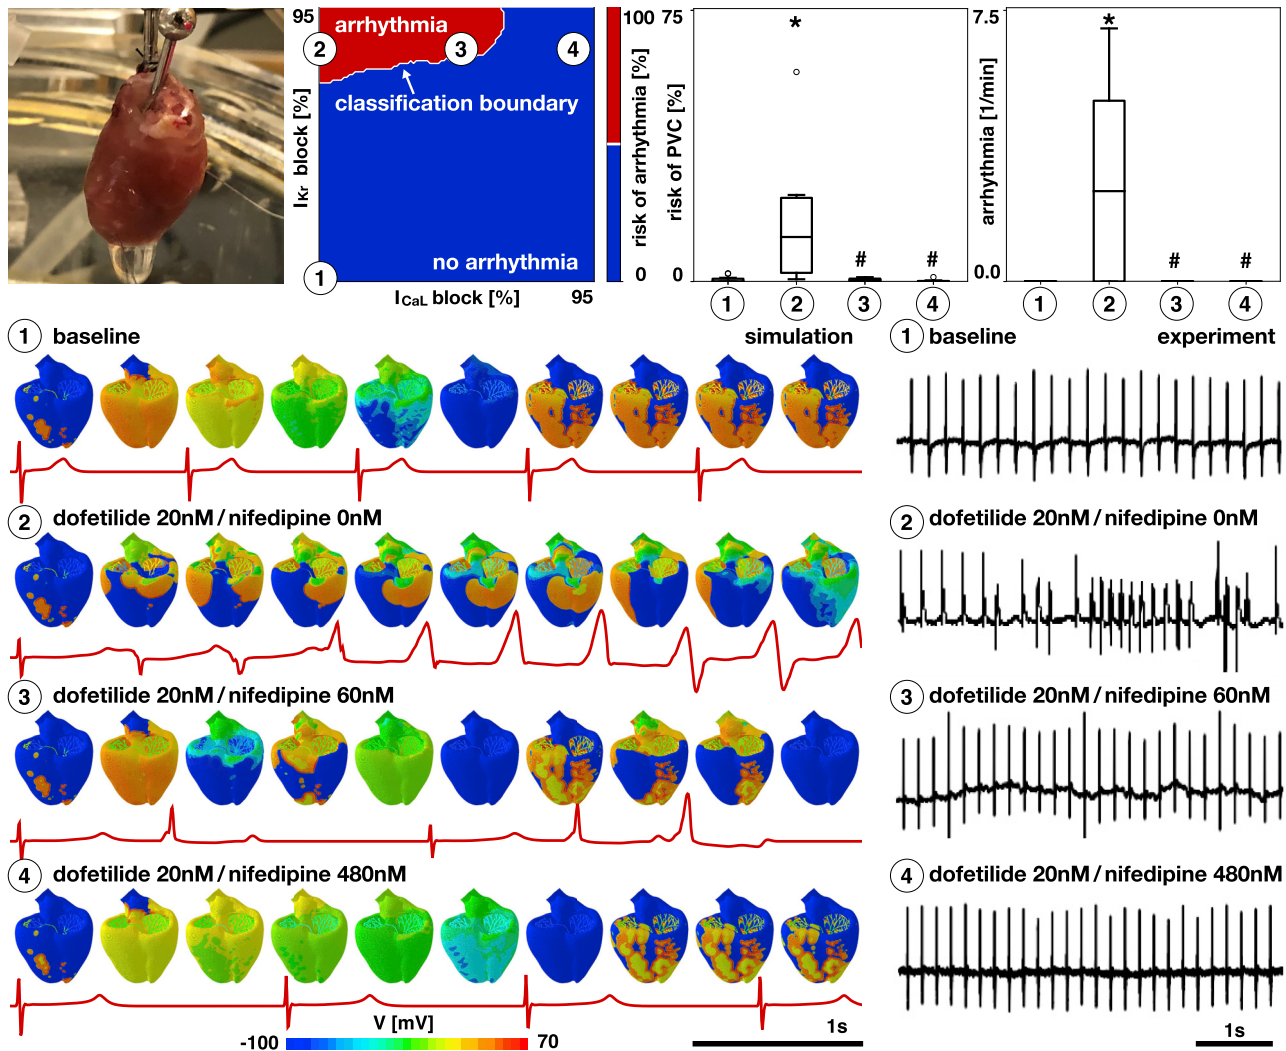 95
arrhythmia
2
3
4
classification boundary
IKr block [%]
1
no arrhythmia
ICaL block [%]
95
100
0
risk of arrhythmia [%]
75
0
risk of PVC [%]
*
#
#
1
2
3
4
simulation
7.5
0.0
arrhythmia [1/min]
*
#
#
1
2
3
4
experiment
1 baseline
2 dofetilide 20nM / nifedipine 0nM
3 dofetilide 20nM / nifedipine 60nM
4 dofetilide 20nM / nifedipine 480nM
V [mV]
-100
70
1s
1 baseline
2 dofetilide 20nM / nifedipine 0nM
3 dofetilide 20nM / nifedipine 60nM
4 dofetilide 20nM / nifedipine 480nM
1s